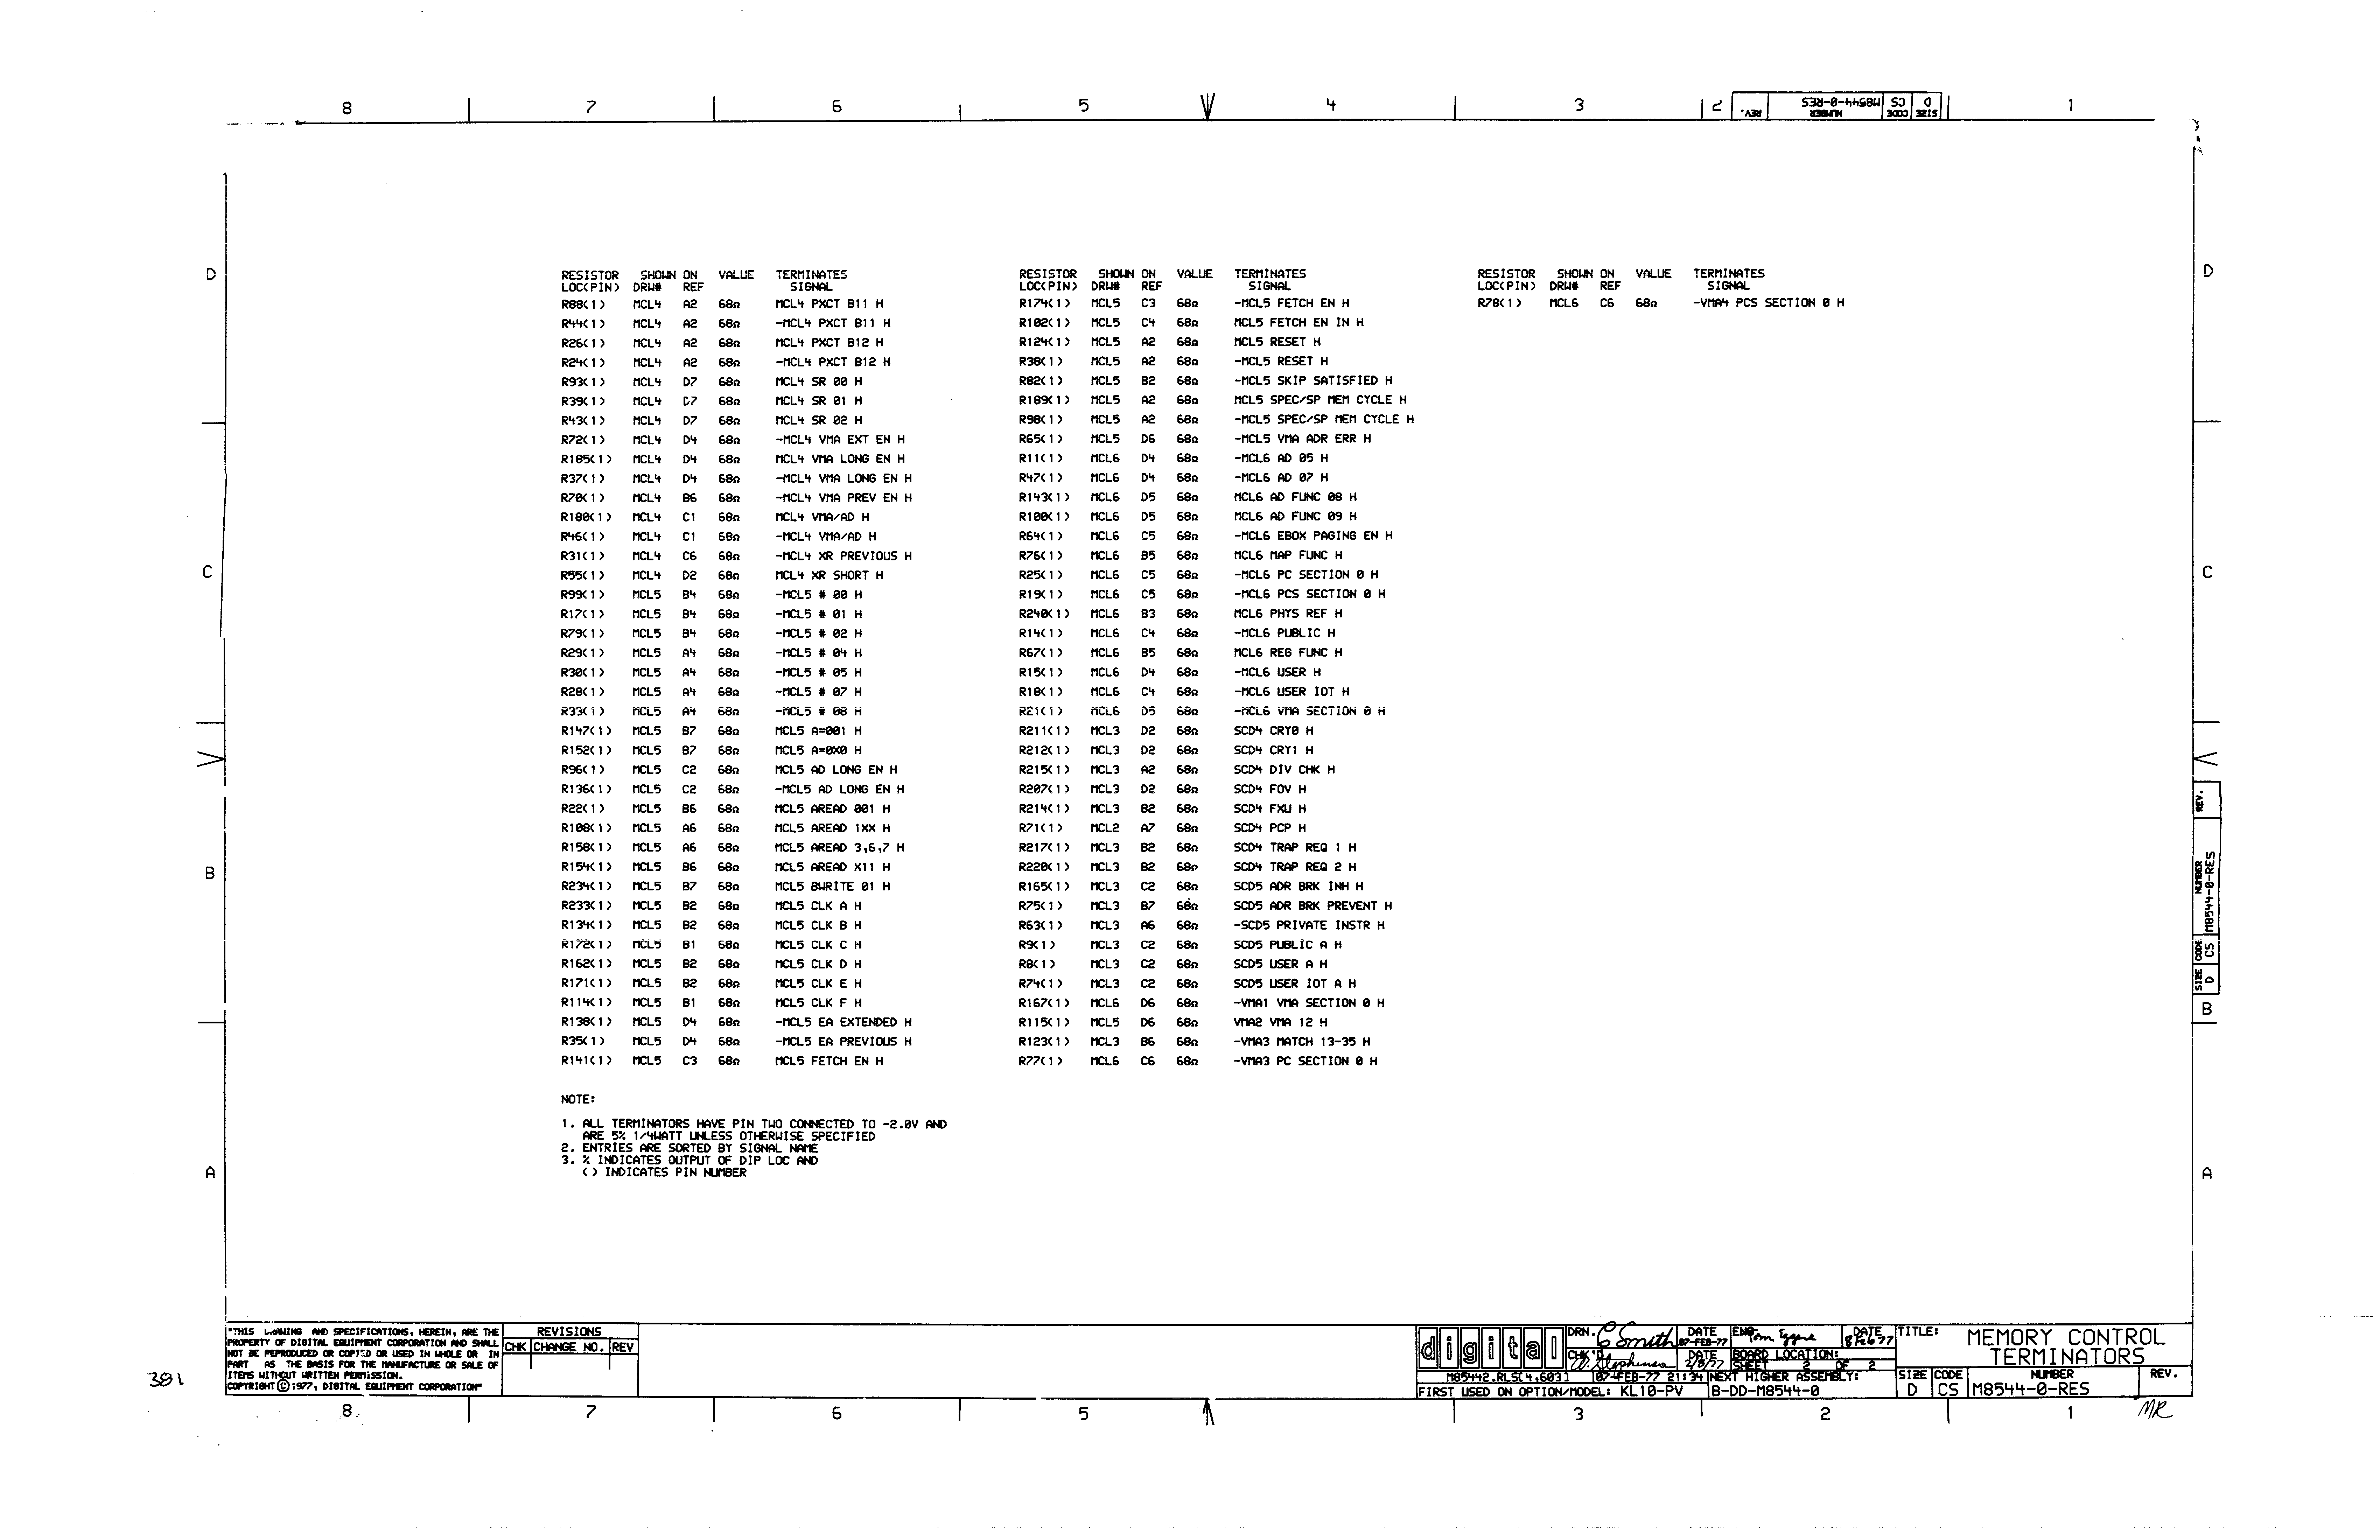 8 7 6 5 4 3 2 1
REV. NUMBER M8544-0-RES CODE CS SIZE D
RESISTOR SHOWN ON VALUE TERMINATES
LOC(PIN) DRW# REF SIGNAL
R88(1) MCL4 A2 68Ω MCL4 PXCT B11 H
R44(1) MCL4 A2 68Ω -MCL4 PXCT B11 H
R26(1) MCL4 A2 68Ω MCL4 PXCT B12 H
R24(1) MCL4 A2 68Ω -MCL4 PXCT B12 H
R93(1) MCL4 D7 68Ω MCL4 SR 00 H
R39(1) MCL4 D7 68Ω MCL4 SR 01 H
R43(1) MCL4 D7 68Ω MCL4 SR 02 H
R72(1) MCL4 D4 68Ω -MCL4 VMA EXT EN H
R185(1) MCL4 D4 68Ω MCL4 VMA LONG EN H
R37(1) MCL4 D4 68Ω -MCL4 VMA LONG EN H
R70(1) MCL4 B6 68Ω -MCL4 VMA PREV EN H
R180(1) MCL4 C1 68Ω MCL4 VMA/AD H
R46(1) MCL4 C1 68Ω -MCL4 VMA/AD H
R31(1) MCL4 C6 68Ω -MCL4 XR PREVIOUS H
R55(1) MCL4 D2 68Ω MCL4 XR SHORT H
R99(1) MCL5 B4 68Ω -MCL5 # 00 H
R17(1) MCL5 B4 68Ω -MCL5 # 01 H
R79(1) MCL5 B4 68Ω -MCL5 # 02 H
R29(1) MCL5 A4 68Ω -MCL5 # 04 H
R30(1) MCL5 A4 68Ω -MCL5 # 05 H
R28(1) MCL5 A4 68Ω -MCL5 # 07 H
R33(1) MCL5 A4 68Ω -MCL5 # 08 H
R147(1) MCL5 B7 68Ω MCL5 A=001 H
R152(1) MCL5 B7 68Ω MCL5 A=0X0 H
R96(1) MCL5 C2 68Ω MCL5 AD LONG EN H
R136(1) MCL5 C2 68Ω -MCL5 AD LONG EN H
R22(1) MCL5 B6 68Ω MCL5 AREAD 001 H
R108(1) MCL5 A6 68Ω MCL5 AREAD 1XX H
R158(1) MCL5 A6 68Ω MCL5 AREAD 3,6,7 H
R154(1) MCL5 B6 68Ω MCL5 AREAD X11 H
R234(1) MCL5 B7 68Ω MCL5 BWRITE 01 H
R233(1) MCL5 B2 68Ω MCL5 CLK A H
R134(1) MCL5 B2 68Ω MCL5 CLK B H
R172(1) MCL5 B1 68Ω MCL5 CLK C H
R162(1) MCL5 B2 68Ω MCL5 CLK D H
R171(1) MCL5 B2 68Ω MCL5 CLK E H
R114(1) MCL5 B1 68Ω MCL5 CLK F H
R138(1) MCL5 D4 68Ω -MCL5 EA EXTENDED H
R35(1) MCL5 D4 68Ω -MCL5 EA PREVIOUS H
R141(1) MCL5 C3 68Ω MCL5 FETCH EN H
RESISTOR SHOWN ON VALUE TERMINATES
LOC(PIN) DRW# REF SIGNAL
R174(1) MCL5 C3 68Ω -MCL5 FETCH EN H
R102(1) MCL5 C4 68Ω MCL5 FETCH EN IN H
R124(1) MCL5 A2 68Ω MCL5 RESET H
R38(1) MCL5 A2 68Ω -MCL5 RESET H
R82(1) MCL5 B2 68Ω -MCL5 SKIP SATISFIED H
R189(1) MCL5 A2 68Ω MCL5 SPEC/SP MEM CYCLE H
R98(1) MCL5 A2 68Ω -MCL5 SPEC/SP MEM CYCLE H
R65(1) MCL5 D6 68Ω -MCL5 VMA ADR ERR H
R11(1) MCL6 D4 68Ω -MCL6 AD 05 H
R47(1) MCL6 D4 68Ω -MCL6 AD 07 H
R143(1) MCL6 D5 68Ω MCL6 AD FUNC 08 H
R100(1) MCL6 D5 68Ω MCL6 AD FUNC 09 H
R64(1) MCL6 C5 68Ω -MCL6 EBOX PAGING EN H
R76(1) MCL6 B5 68Ω MCL6 MAP FUNC H
R25(1) MCL6 C5 68Ω -MCL6 PC SECTION 0 H
R19(1) MCL6 C5 68Ω -MCL6 PCS SECTION 0 H
R240(1) MCL6 B3 68Ω MCL6 PHYS REF H
R14(1) MCL6 C4 68Ω -MCL6 PUBLIC H
R67(1) MCL6 B5 68Ω MCL6 REG FUNC H
R15(1) MCL6 D4 68Ω -MCL6 USER H
R18(1) MCL6 C4 68Ω -MCL6 USER IOT H
R21(1) MCL6 D5 68Ω -MCL6 VMA SECTION 0 H
R211(1) MCL3 D2 68Ω SCD4 CRY0 H
R212(1) MCL3 D2 68Ω SCD4 CRY1 H
R215(1) MCL3 A2 68Ω SCD4 DIV CHK H
R207(1) MCL3 D2 68Ω SCD4 FOV H
R214(1) MCL3 B2 68Ω SCD4 FXU H
R71(1) MCL2 A7 68Ω SCD4 PCP H
R217(1) MCL3 B2 68Ω SCD4 TRAP REQ 1 H
R220(1) MCL3 B2 68Ω SCD4 TRAP REQ 2 H
R165(1) MCL3 C2 68Ω SCD5 ADR BRK INH H
R75(1) MCL3 B7 68Ω SCD5 ADR BRK PREVENT H
R63(1) MCL3 A6 68Ω -SCD5 PRIVATE INSTR H
R9(1) MCL3 C2 68Ω SCD5 PUBLIC A H
R8(1) MCL3 C2 68Ω SCD5 USER A H
R74(1) MCL3 C2 68Ω SCD5 USER IOT A H
R167(1) MCL6 D6 68Ω -VMA1 VMA SECTION 0 H
R115(1) MCL5 D6 68Ω VMA2 VMA 12 H
R123(1) MCL3 B6 68Ω -VMA3 MATCH 13-35 H
R77(1) MCL6 C6 68Ω -VMA3 PC SECTION 0 H
RESISTOR SHOWN ON VALUE TERMINATES
LOC(PIN) DRW# REF SIGNAL
R78(1) MCL6 C6 68Ω -VMA4 PCS SECTION 0 H
NOTE:
1. ALL TERMINATORS HAVE PIN TWO CONNECTED TO -2.0V AND
ARE 5% 1/4WATT UNLESS OTHERWISE SPECIFIED
2. ENTRIES ARE SORTED BY SIGNAL NAME
3. % INDICATES OUTPUT OF DIP LOC AND
( ) INDICATES PIN NUMBER
D D
C C
B B
A A
SIZE D CODE CS NUMBER M8544-0-RES REV.
"THIS DRAWING AND SPECIFICATIONS, HEREIN, ARE THE
PROPERTY OF DIGITAL EQUIPMENT CORPORATION AND SHALL
NOT BE REPRODUCED OR COPIED OR USED IN WHOLE OR IN
PART AS THE BASIS FOR THE MANUFACTURE OR SALE OF
ITEMS WITHOUT WRITTEN PERMISSION.
COPYRIGHT © 1977, DIGITAL EQUIPMENT CORPORATION"
REVISIONS
CHK CHANGE NO. REV
digital
DRN. C Smith DATE 07-FEB-77 ENG. Tom Eggers DATE 8 Feb 77
CHK'D DATE 2/8/77 BOARD LOCATION:
SHEET 2 OF 2
M85442.RLS[4,603] 07-FEB-77 21:34 NEXT HIGHER ASSEMBLY:
FIRST USED ON OPTION/MODEL: KL10-PV B-DD-M8544-0
TITLE: MEMORY CONTROL
TERMINATORS
SIZE CODE NUMBER REV.
D CS M8544-0-RES
381
8 7 6 5 3 2 1
MR